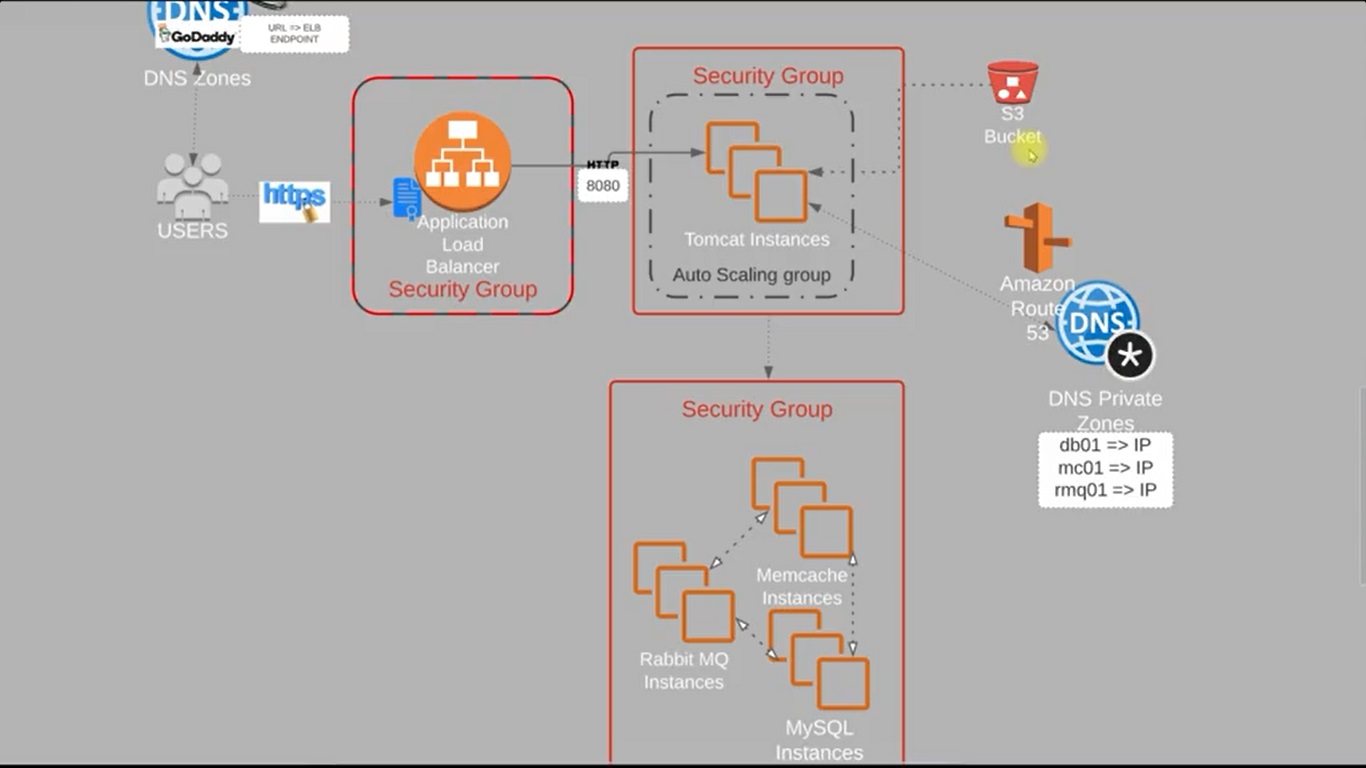 DNS
GoDaddy
URL => ELB
ENDPOINT
DNS Zones
USERS
https
Application
Load
Balancer
Security Group
HTTP
8080
Security Group
Tomcat Instances
Auto Scaling group
S3
Bucket
Amazon
Route
53
DNS
*
DNS Private
Zones
db01 => IP
mc01 => IP
rmq01 => IP
Security Group
Memcache
Instances
Rabbit MQ
Instances
MySQL
Instances